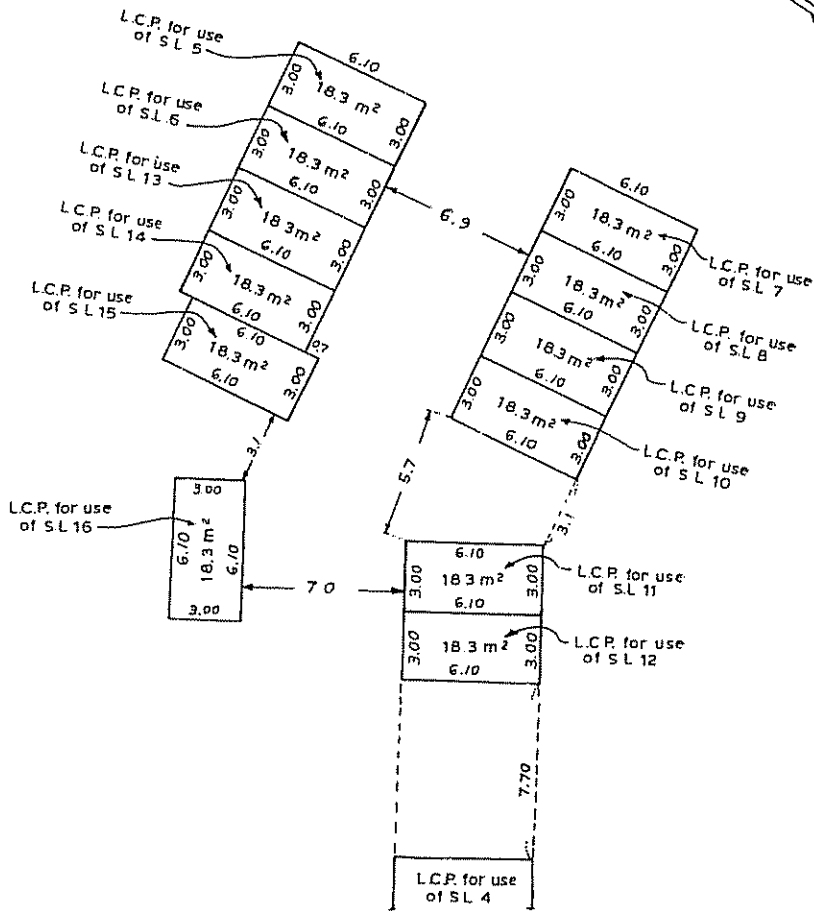 L.C.P. for use
of S L 5
6.10
3.00
18.3 m²
3.00
6.10
L.C.P. for use
of S.L.6
3.00
18.3 m²
3.00
6.10
L.C.P. for use
of S L 13
3.00
18.3 m²
3.00
6.10
L.C.P. for use
of S L 14
3.00
18.3 m²
3.00
6.10
L.C.P. for use
of S L 15
6.10
0.7
3.00
18.3 m²
3.00
6.10
6.9
6.10
3.00
18.3 m²
3.00
6.10
L.C.P. for use
of S L 7
3.00
18.3 m²
3.00
6.10
L.C.P. for use
of S.L 8
3.00
18.3 m²
3.00
6.10
L.C.P. for use
of S L 9
3.00
18.3 m²
3.00
6.10
L.C.P. for use
of S L 10
3.1
5.7
3.1
L.C.P. for use
of S.L 16
3.00
6.10
18.3 m²
6.10
3.00
7 0
6.10
3.00
18.3 m²
3.00
6.10
L.C.P. for use
of S L 11
3.00
18.3 m²
3.00
6.10
L.C.P. for use
of S L 12
7.70
L.C.P. for use
of S L 4